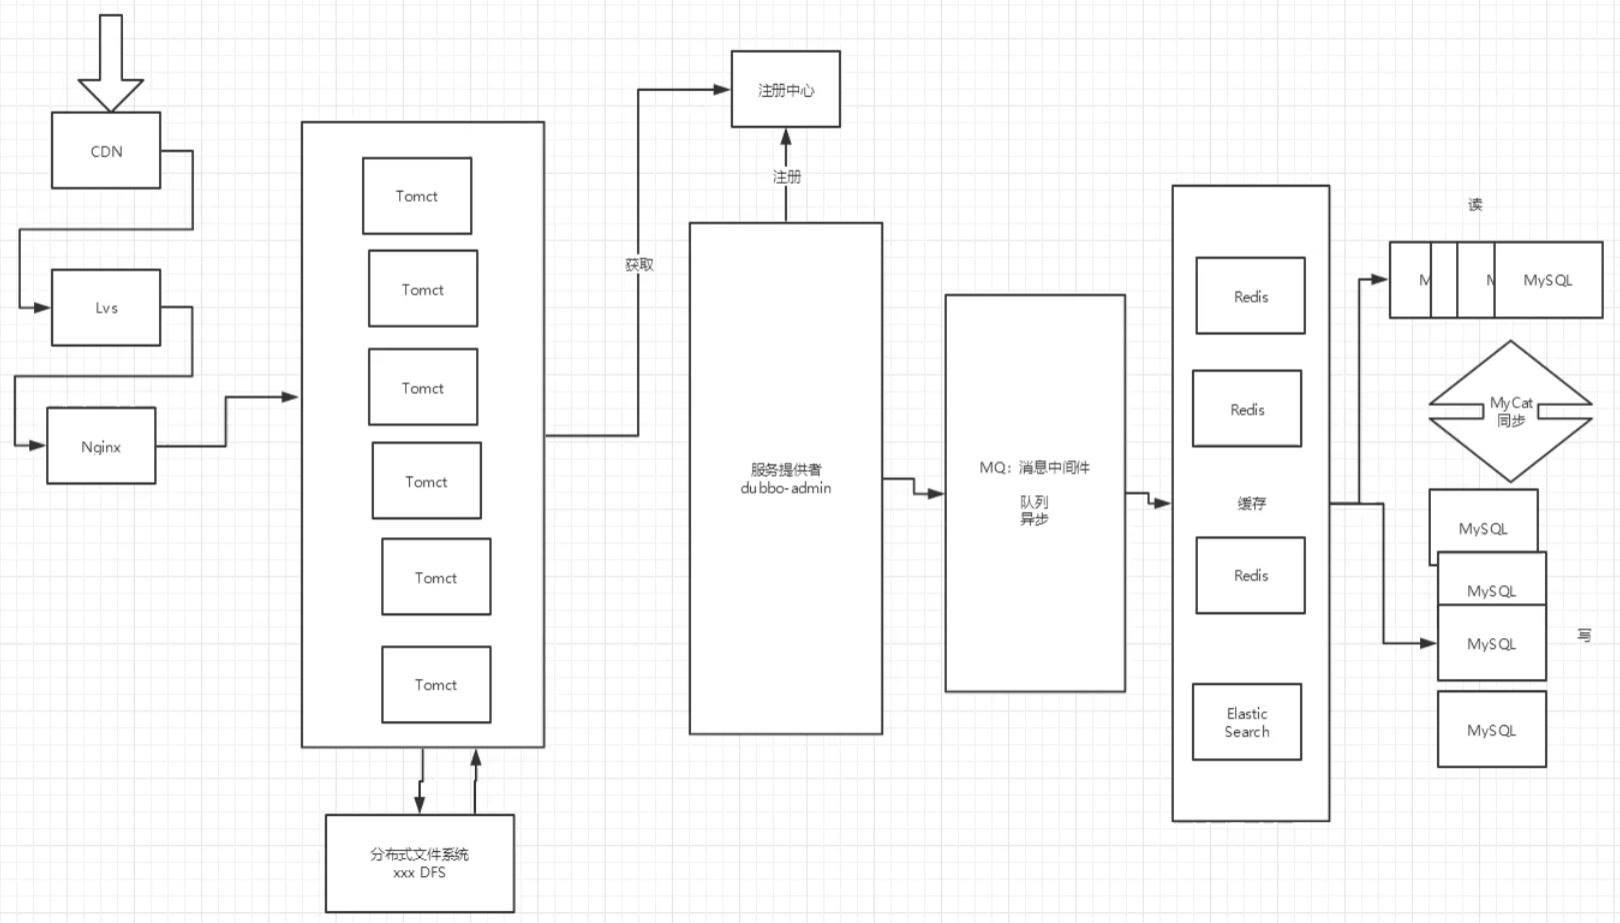 CDN
Lvs
Nginx
Tomct
Tomct
Tomct
Tomct
Tomct
Tomct
分布式文件系统
xxx DFS
获取
注册中心
注册
服务提供者
dubbo-admin
MQ：消息中间件
队列
异步
Redis
Redis
缓存
Redis
Elastic
Search
读
MySQL
MyCat
同步
MySQL
MySQL
MySQL
MySQL